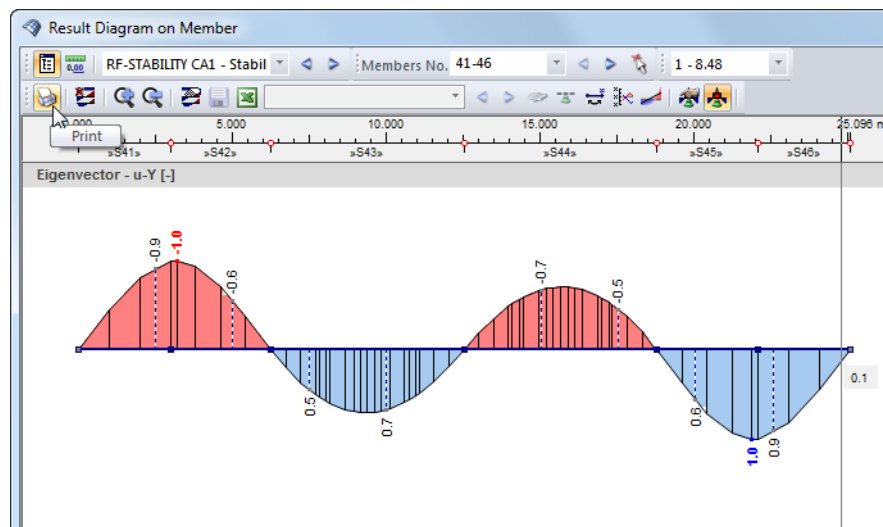 Result Diagram on Member
0.00 RF-STABILITY CA1 - Stabil Members No. 41-46 1 - 8.48
Print
5.000 10.000 15.000 20.000 25.096 m
»S41» »S42» »S43» »S44» »S45» »S46»
Eigenvector - u-Y [-]
-0.9 -1.0 -0.6 -0.7 -0.5
0.1
0.5 0.7 0.6 1.0 0.9